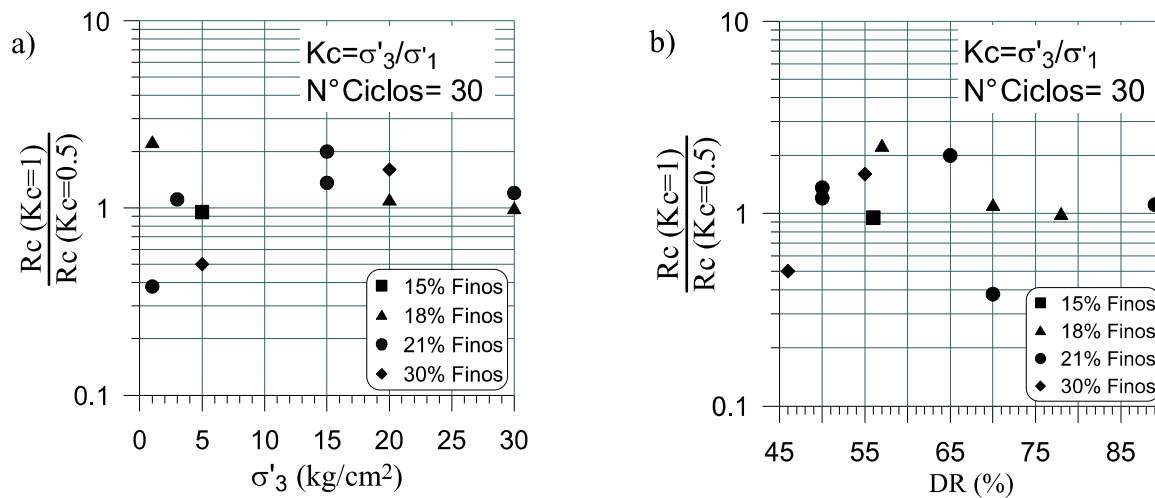 a)
10
1
0.1
Rc (Kc=1)
Rc (Kc=0.5)
Kc=σ'3/σ'1
N°Ciclos= 30
15% Finos
18% Finos
21% Finos
30% Finos
0 5 10 15 20 25 30
σ'3 (kg/cm²)
b)
10
1
0.1
Rc (Kc=1)
Rc (Kc=0.5)
Kc=σ'3/σ'1
N°Ciclos= 30
15% Finos
18% Finos
21% Finos
30% Finos
45 55 65 75 85
DR (%)